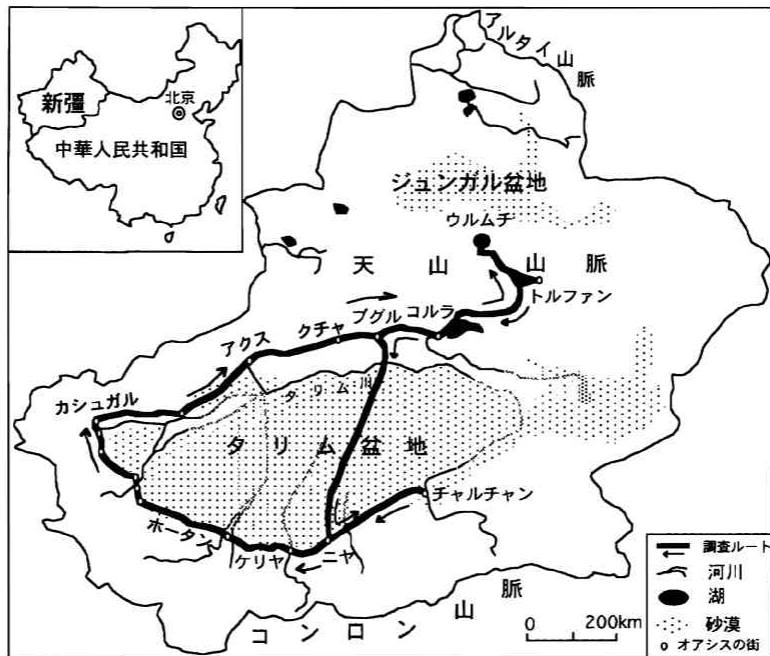 アルタイ山脈
新彊
北京
中華人民共和国
ジュンガル盆地
ウルムチ
天山山脈
トルファン
コルラ
ブグル
クチャ
アクス
カシュガル
タリム川
タリム盆地
チャルチャン
ホータン
ケリヤ
ニヤ
コンロン山脈
0 200km
調査ルート
河川
湖
砂漠
オアシスの街